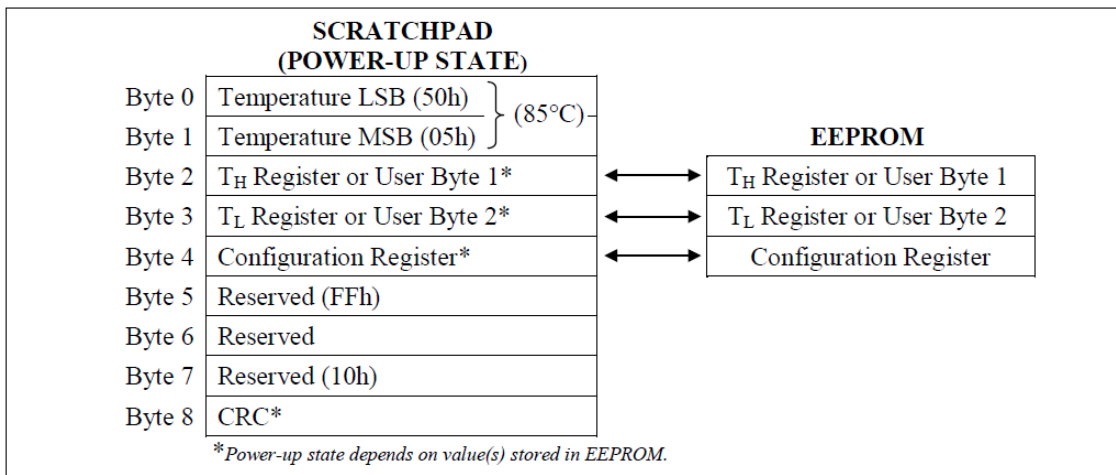 SCRATCHPAD
(POWER-UP STATE)
Byte 0 Temperature LSB (50h)
(85°C)
Byte 1 Temperature MSB (05h)
EEPROM
Byte 2 TH Register or User Byte 1* TH Register or User Byte 1
Byte 3 TL Register or User Byte 2* TL Register or User Byte 2
Byte 4 Configuration Register* Configuration Register
Byte 5 Reserved (FFh)
Byte 6 Reserved
Byte 7 Reserved (10h)
Byte 8 CRC*
*Power-up state depends on value(s) stored in EEPROM.